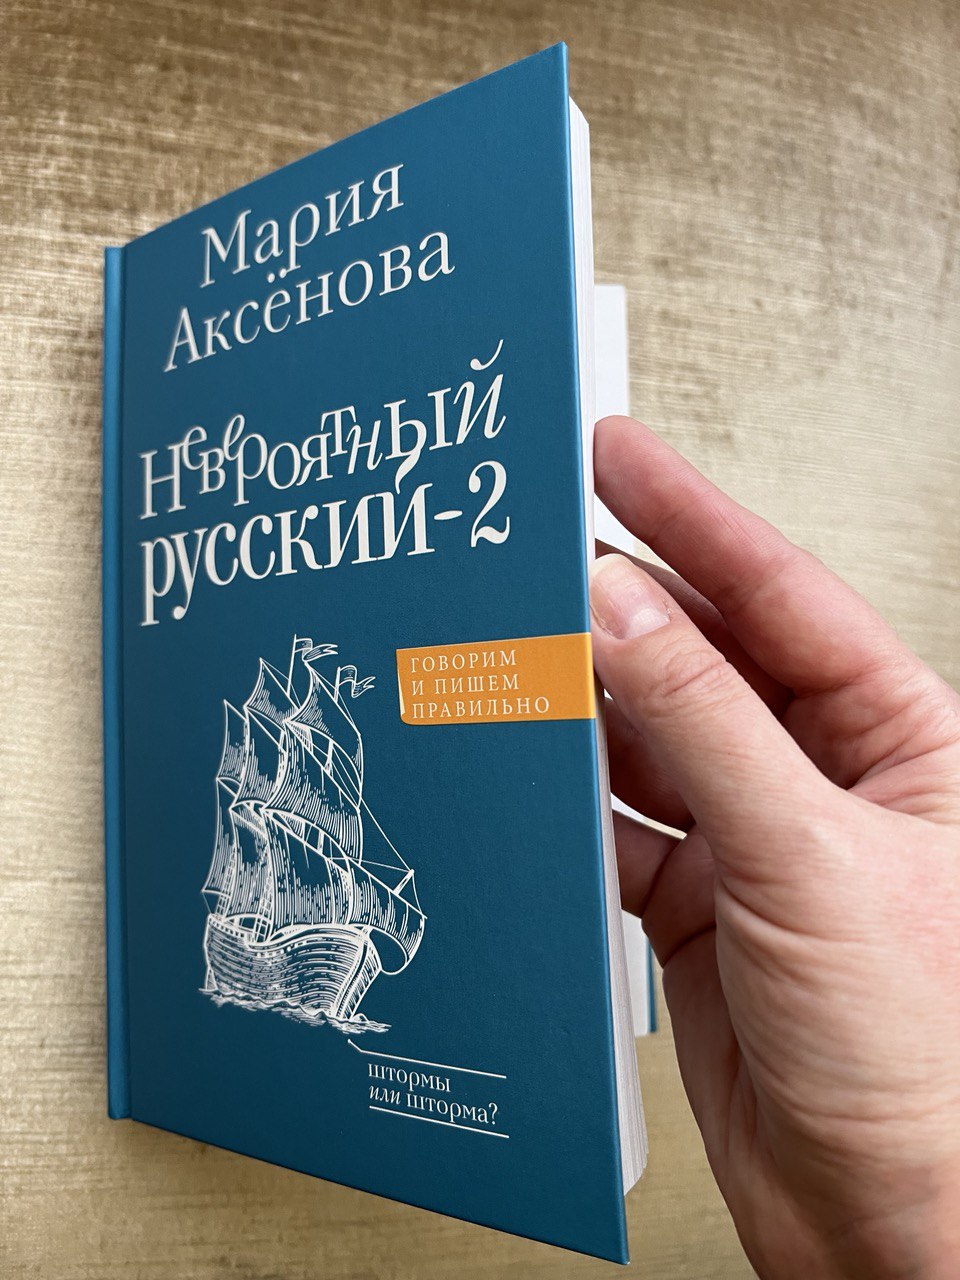 Мария
Аксёнова
Невероятный
русский-2
ГОВОРИМ
И ПИШЕМ
ПРАВИЛЬНО
штормы
или шторма?